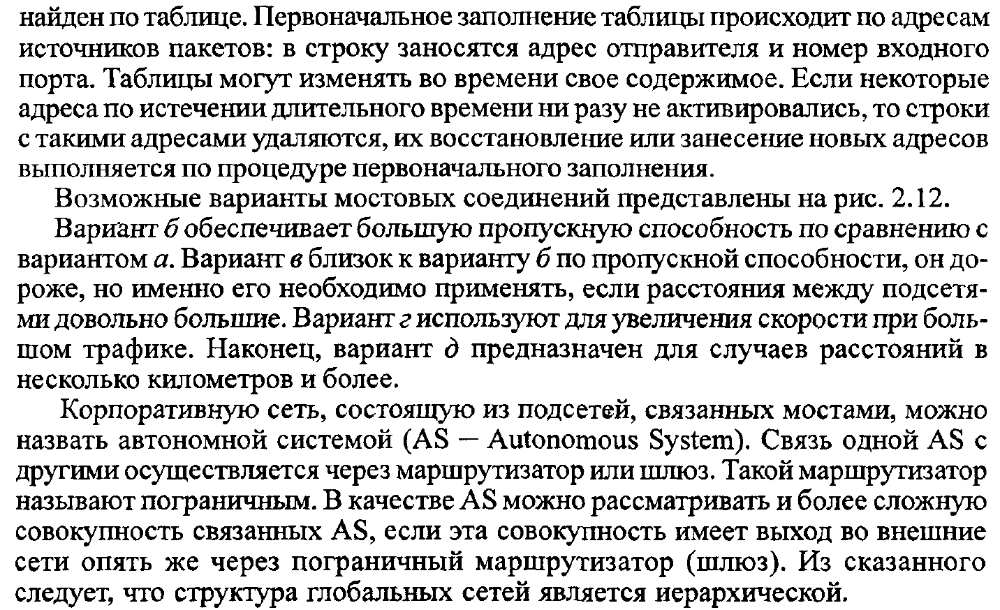 найден по таблице. Первоначальное заполнение таблицы происходит по адресам
источников пакетов: в строку заносятся адрес отправителя и номер входного
порта. Таблицы могут изменять во времени свое содержимое. Если некоторые
адреса по истечении длительного времени ни разу не активировались, то строки
с такими адресами удаляются, их восстановление или занесение новых адресов
выполняется по процедуре первоначального заполнения.
Возможные варианты мостовых соединений представлены на рис. 2.12.
Вариант б обеспечивает большую пропускную способность по сравнению с
вариантом а. Вариант в близок к варианту б по пропускной способности, он до-
роже, но именно его необходимо применять, если расстояния между подсетя-
ми довольно большие. Вариант г используют для увеличения скорости при боль-
шом трафике. Наконец, вариант д предназначен для случаев расстояний в
несколько километров и более.
Корпоративную сеть, состоящую из подсетей, связанных мостами, можно
назвать автономной системой (AS — Autonomous System). Связь одной AS с
другими осуществляется через маршрутизатор или шлюз. Такой маршрутизатор
называют пограничным. В качестве AS можно рассматривать и более сложную
совокупность связанных AS, если эта совокупность имеет выход во внешние
сети опять же через пограничный маршрутизатор (шлюз). Из сказанного
следует, что структура глобальных сетей является иерархической.